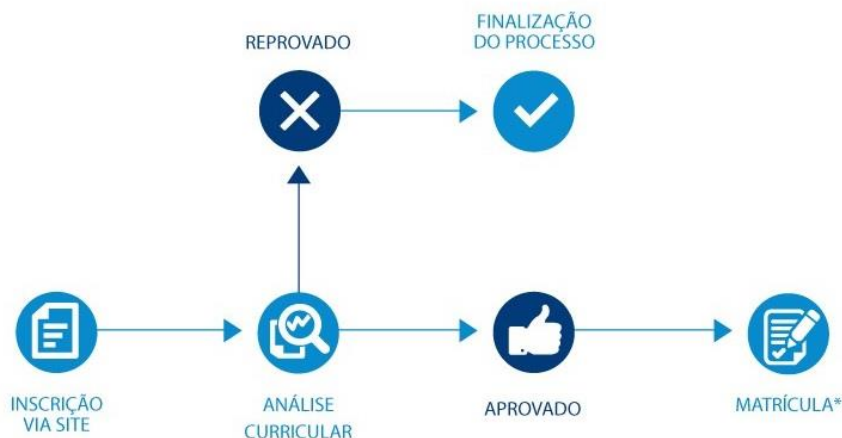 REPROVADO
FINALIZAÇÃO
DO PROCESSO
INSCRIÇÃO
VIA SITE
ANÁLISE
CURRICULAR
APROVADO
MATRÍCULA*